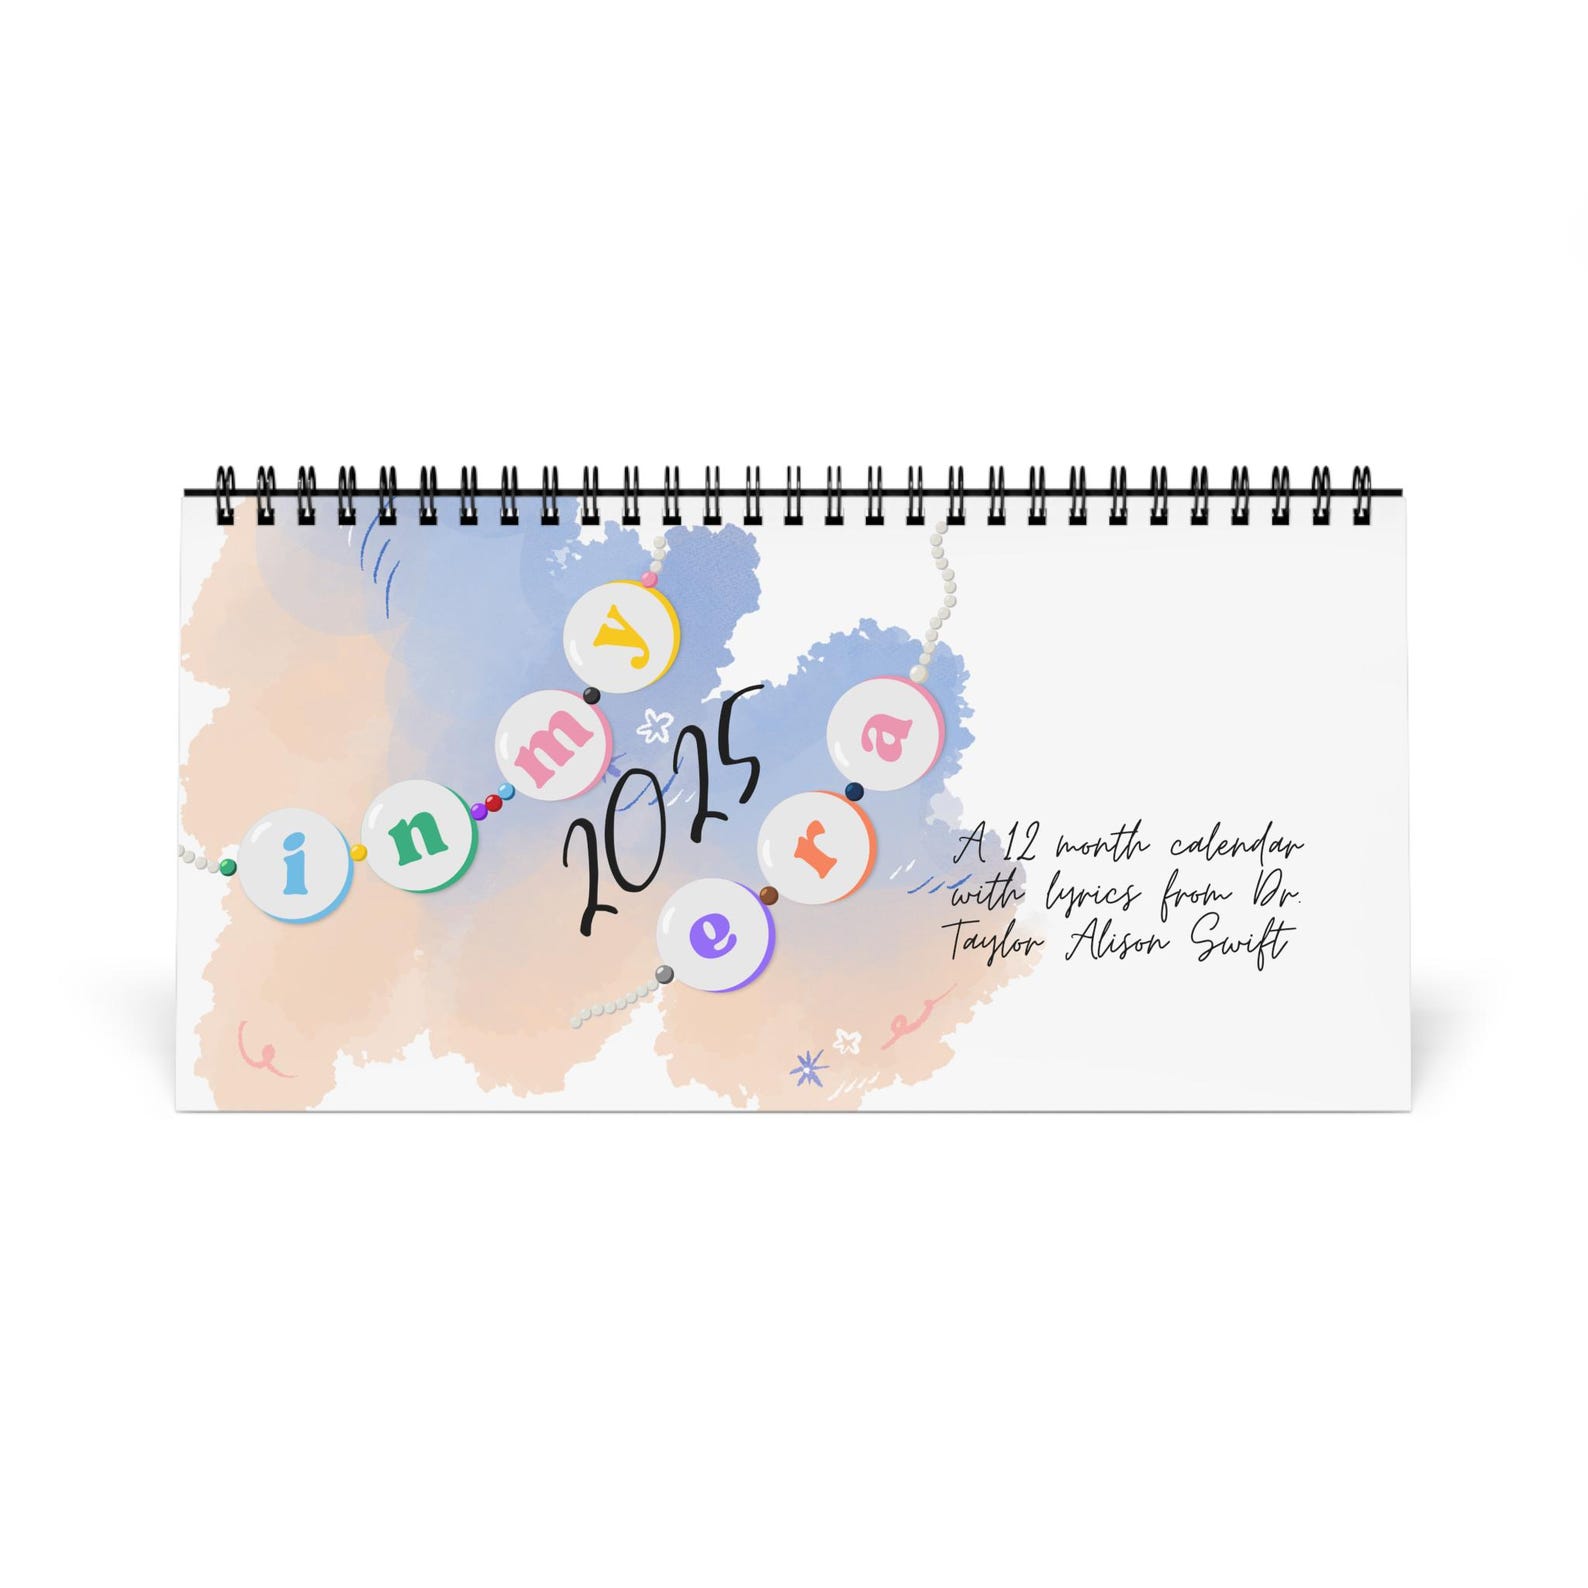 in my
2025
era
A 12 month calendar
with lyrics from Dr.
Taylor Alison Swift